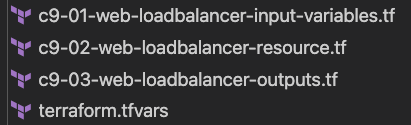 c9-01-web-loadbalancer-input-variables.tf
c9-02-web-loadbalancer-resource.tf
c9-03-web-loadbalancer-outputs.tf
terraform.tfvars